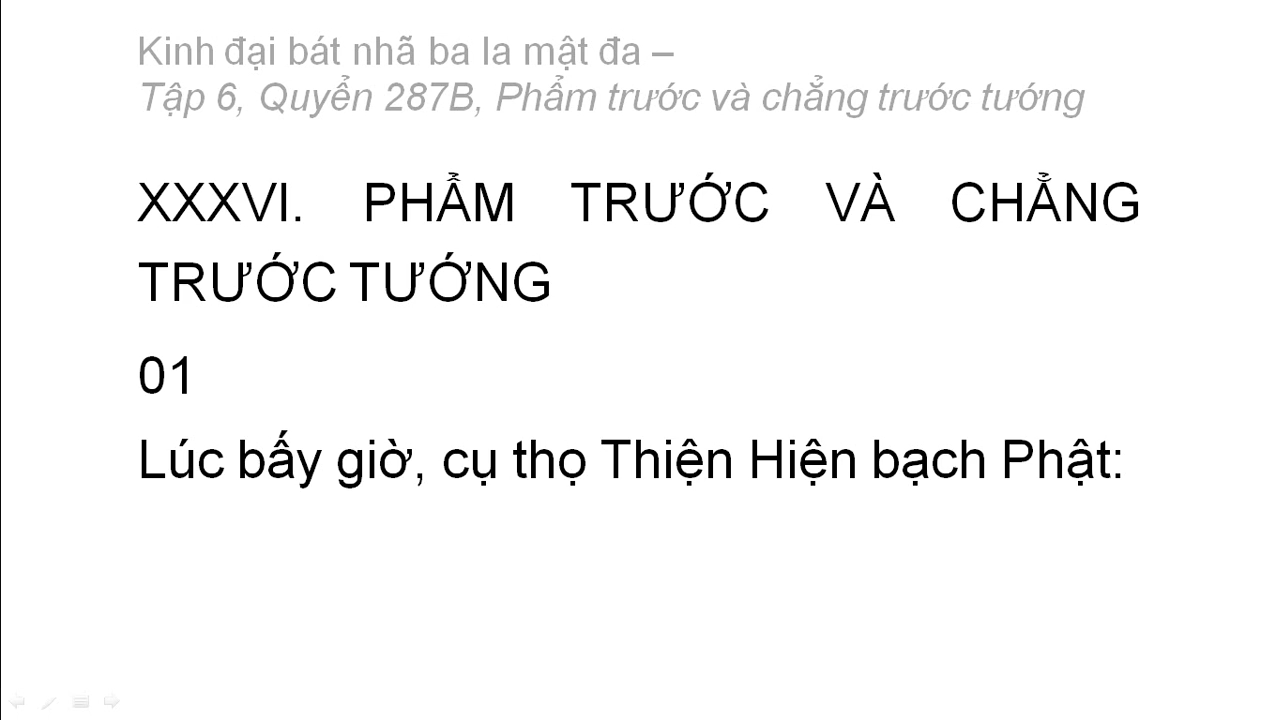 Kinh đại bát nhã ba la mật đa –
Tập 6, Quyển 287B, Phẩm trước và chẳng trước tướng
XXXVI. PHẨM TRƯỚC VÀ CHẲNG
TRƯỚC TƯỚNG
01
Lúc bấy giờ, cụ thọ Thiện Hiện bạch Phật: